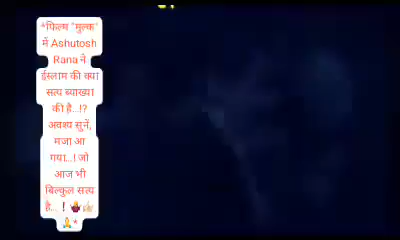 *फिल्म "मुल्क"
में Ashutosh
Rana ने
ईस्लाम की क्या
सत्य ब्याख्या
की है...!?
अवश्य सुनें,
मजा आ
गया...! जो
आज भी
बिल्कुल सत्य
है... !
*